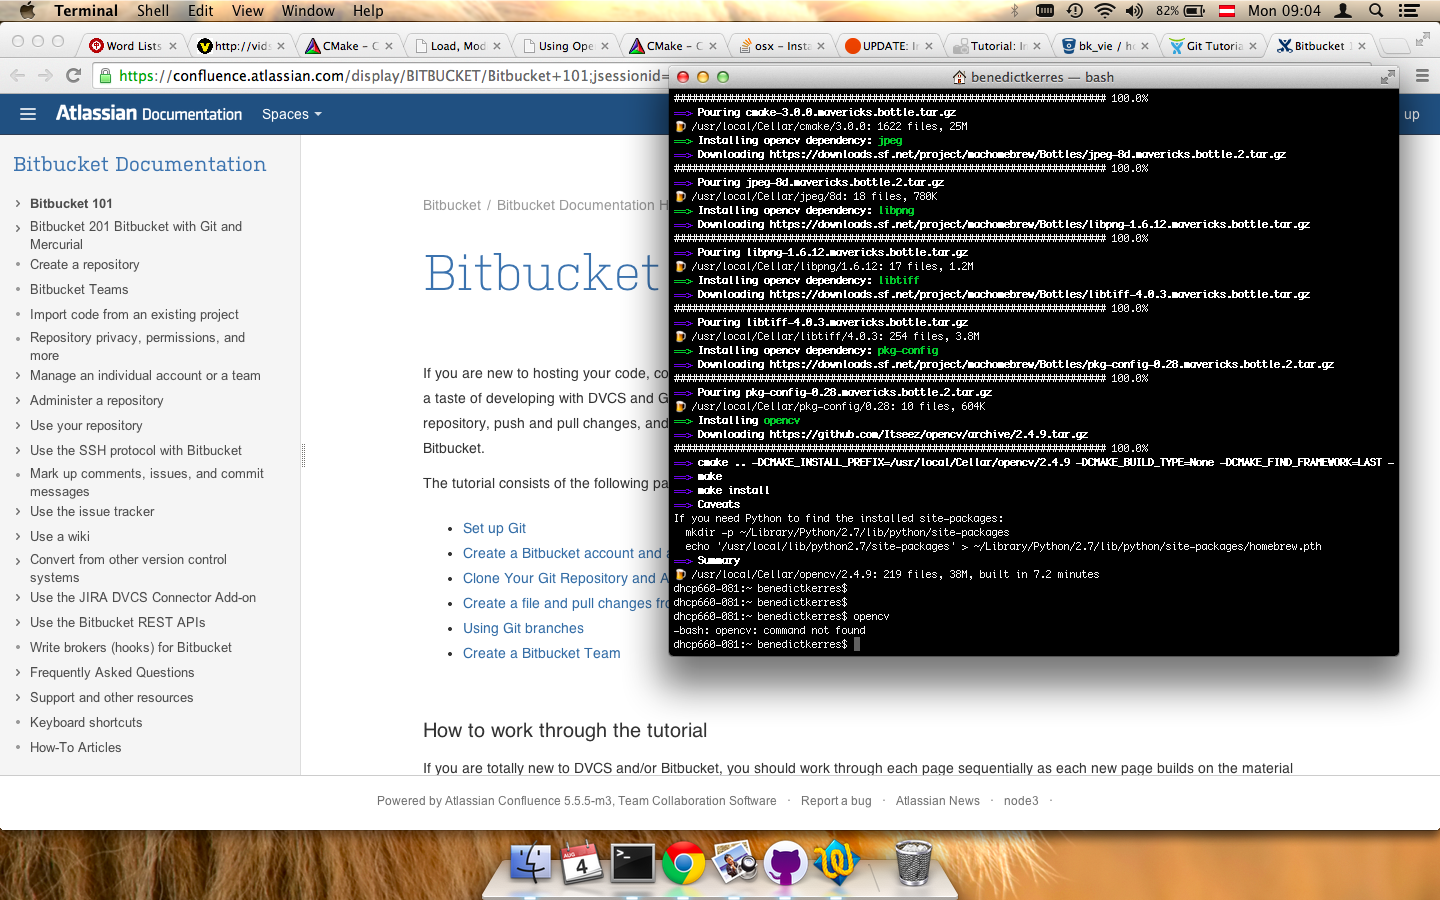 Terminal Shell Edit View Window Help 82% Mon 09:04
Word Lists http://vid: CMake – C Load, Mod Using Ope CMake – C osx – Insta UPDATE: In Tutorial: In bk_vie / ho Git Tutoria Bitbucket 1
https://confluence.atlassian.com/display/BITBUCKET/Bitbucket+101;jsessionid=
Atlassian Documentation Spaces up
Bitbucket Documentation
Bitbucket 101
Bitbucket 201 Bitbucket with Git and
Mercurial
Create a repository
Bitbucket Teams
Import code from an existing project
Repository privacy, permissions, and
more
Manage an individual account or a team
Administer a repository
Use your repository
Use the SSH protocol with Bitbucket
Mark up comments, issues, and commit
messages
Use the issue tracker
Use a wiki
Convert from other version control
systems
Use the JIRA DVCS Connector Add-on
Use the Bitbucket REST APIs
Write brokers (hooks) for Bitbucket
Frequently Asked Questions
Support and other resources
Keyboard shortcuts
How-To Articles
Bitbucket / Bitbucket Documentation H
Bitbucket
If you are new to hosting your code, co
a taste of developing with DVCS and G
repository, push and pull changes, and
Bitbucket.
The tutorial consists of the following pa
Set up Git
Create a Bitbucket account and a
Clone Your Git Repository and A
Create a file and pull changes fro
Using Git branches
Create a Bitbucket Team
How to work through the tutorial
If you are totally new to DVCS and/or Bitbucket, you should work through each page sequentially as each new page builds on the material
Powered by Atlassian Confluence 5.5.5-m3, Team Collaboration Software · Report a bug · Atlassian News · node3 ·
benedictkerres — bash
######################################################################## 100.0%
==> Pouring cmake-3.0.0.mavericks.bottle.tar.gz
/usr/local/Cellar/cmake/3.0.0: 1622 files, 25M
==> Installing opencv dependency: jpeg
==> Downloading https://downloads.sf.net/project/machomebrew/Bottles/jpeg-8d.mavericks.bottle.2.tar.gz
######################################################################## 100.0%
==> Pouring jpeg-8d.mavericks.bottle.2.tar.gz
/usr/local/Cellar/jpeg/8d: 18 files, 780K
==> Installing opencv dependency: libpng
==> Downloading https://downloads.sf.net/project/machomebrew/Bottles/libpng-1.6.12.mavericks.bottle.tar.gz
######################################################################## 100.0%
==> Pouring libpng-1.6.12.mavericks.bottle.tar.gz
/usr/local/Cellar/libpng/1.6.12: 17 files, 1.2M
==> Installing opencv dependency: libtiff
==> Downloading https://downloads.sf.net/project/machomebrew/Bottles/libtiff-4.0.3.mavericks.bottle.tar.gz
######################################################################## 100.0%
==> Pouring libtiff-4.0.3.mavericks.bottle.tar.gz
/usr/local/Cellar/libtiff/4.0.3: 254 files, 3.8M
==> Installing opencv dependency: pkg-config
==> Downloading https://downloads.sf.net/project/machomebrew/Bottles/pkg-config-0.28.mavericks.bottle.2.tar.gz
######################################################################## 100.0%
==> Pouring pkg-config-0.28.mavericks.bottle.2.tar.gz
/usr/local/Cellar/pkg-config/0.28: 10 files, 604K
==> Installing opencv
==> Downloading https://github.com/Itseez/opencv/archive/2.4.9.tar.gz
######################################################################## 100.0%
==> cmake .. -DCMAKE_INSTALL_PREFIX=/usr/local/Cellar/opencv/2.4.9 -DCMAKE_BUILD_TYPE=None -DCMAKE_FIND_FRAMEWORK=LAST -
==> make
==> make install
==> Caveats
If you need Python to find the installed site-packages:
mkdir -p ~/Library/Python/2.7/lib/python/site-packages
echo '/usr/local/lib/python2.7/site-packages' > ~/Library/Python/2.7/lib/python/site-packages/homebrew.pth
==> Summary
/usr/local/Cellar/opencv/2.4.9: 219 files, 38M, built in 7.2 minutes
dhcp660-081:~ benedictkerres$
dhcp660-081:~ benedictkerres$
dhcp660-081:~ benedictkerres$ opencv
-bash: opencv: command not found
dhcp660-081:~ benedictkerres$
AUG
4